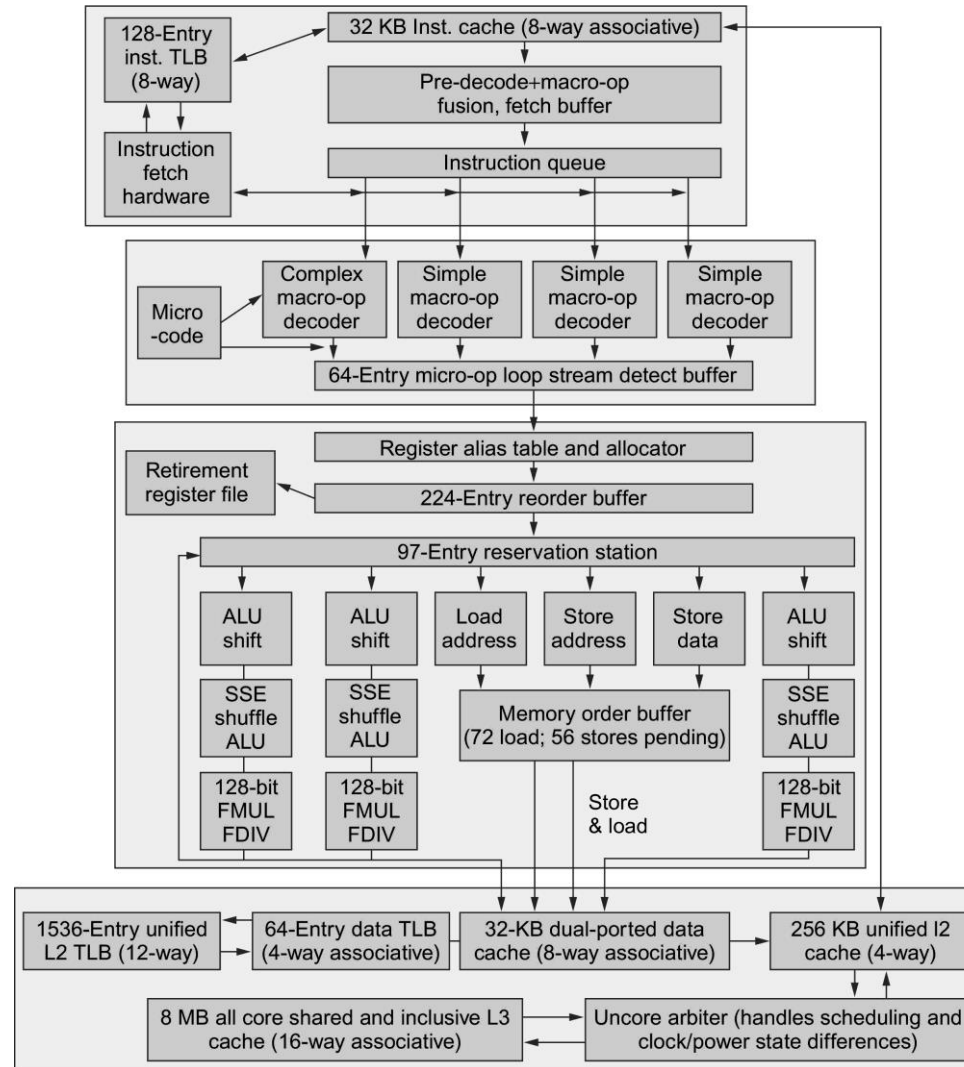 128-Entry
inst. TLB
(8-way)
32 KB Inst. cache (8-way associative)
Pre-decode+macro-op
fusion, fetch buffer
Instruction
fetch
hardware
Instruction queue
Micro
-code
Complex
macro-op
decoder
Simple
macro-op
decoder
Simple
macro-op
decoder
Simple
macro-op
decoder
64-Entry micro-op loop stream detect buffer
Register alias table and allocator
Retirement
register file
224-Entry reorder buffer
97-Entry reservation station
ALU
shift
ALU
shift
Load
address
Store
address
Store
data
ALU
shift
SSE
shuffle
ALU
SSE
shuffle
ALU
Memory order buffer
(72 load; 56 stores pending)
SSE
shuffle
ALU
128-bit
FMUL
FDIV
128-bit
FMUL
FDIV
Store
& load
128-bit
FMUL
FDIV
1536-Entry unified
L2 TLB (12-way)
64-Entry data TLB
(4-way associative)
32-KB dual-ported data
cache (8-way associative)
256 KB unified l2
cache (4-way)
8 MB all core shared and inclusive L3
cache (16-way associative)
Uncore arbiter (handles scheduling and
clock/power state differences)